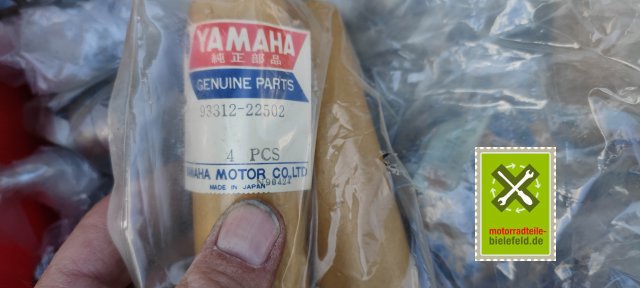 YAMAHA
純正部品
GENUINE PARTS
93312-22502
4 PCS
YAMAHA MOTOR CO.,LTD
MADE IN JAPAN
motorradteile-
bielefeld.de